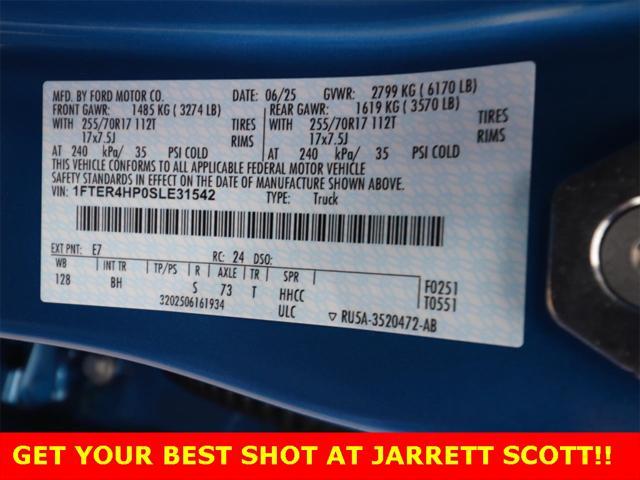 MFD. BY FORD MOTOR CO. DATE: 06/25 GVWR: 2799 KG ( 6170 LB)
FRONT GAWR: 1485 KG ( 3274 LB) REAR GAWR: 1619 KG ( 3570 LB)
WITH 255/70R17 112T TIRES WITH 255/70R17 112T TIRES
17x7.5J RIMS 17x7.5J RIMS
AT 240 kPa/ 35 PSI COLD AT 240 kPa/ 35 PSI COLD
THIS VEHICLE CONFORMS TO ALL APPLICABLE FEDERAL MOTOR VEHICLE
SAFETY STANDARDS IN EFFECT ON THE DATE OF MANUFACTURE SHOWN ABOVE.
VIN: 1FTER4HP0SLE31542 TYPE: Truck
EXT PNT: E7 RC: 24 DSO:
WB INT TR TP/PS R AXLE TR SPR
128 BH S 73 T HHCC
ULC
F0251
T0551
3202506161934
▽ RU5A-3520472-AB
GET YOUR BEST SHOT AT JARRETT SCOTT!!